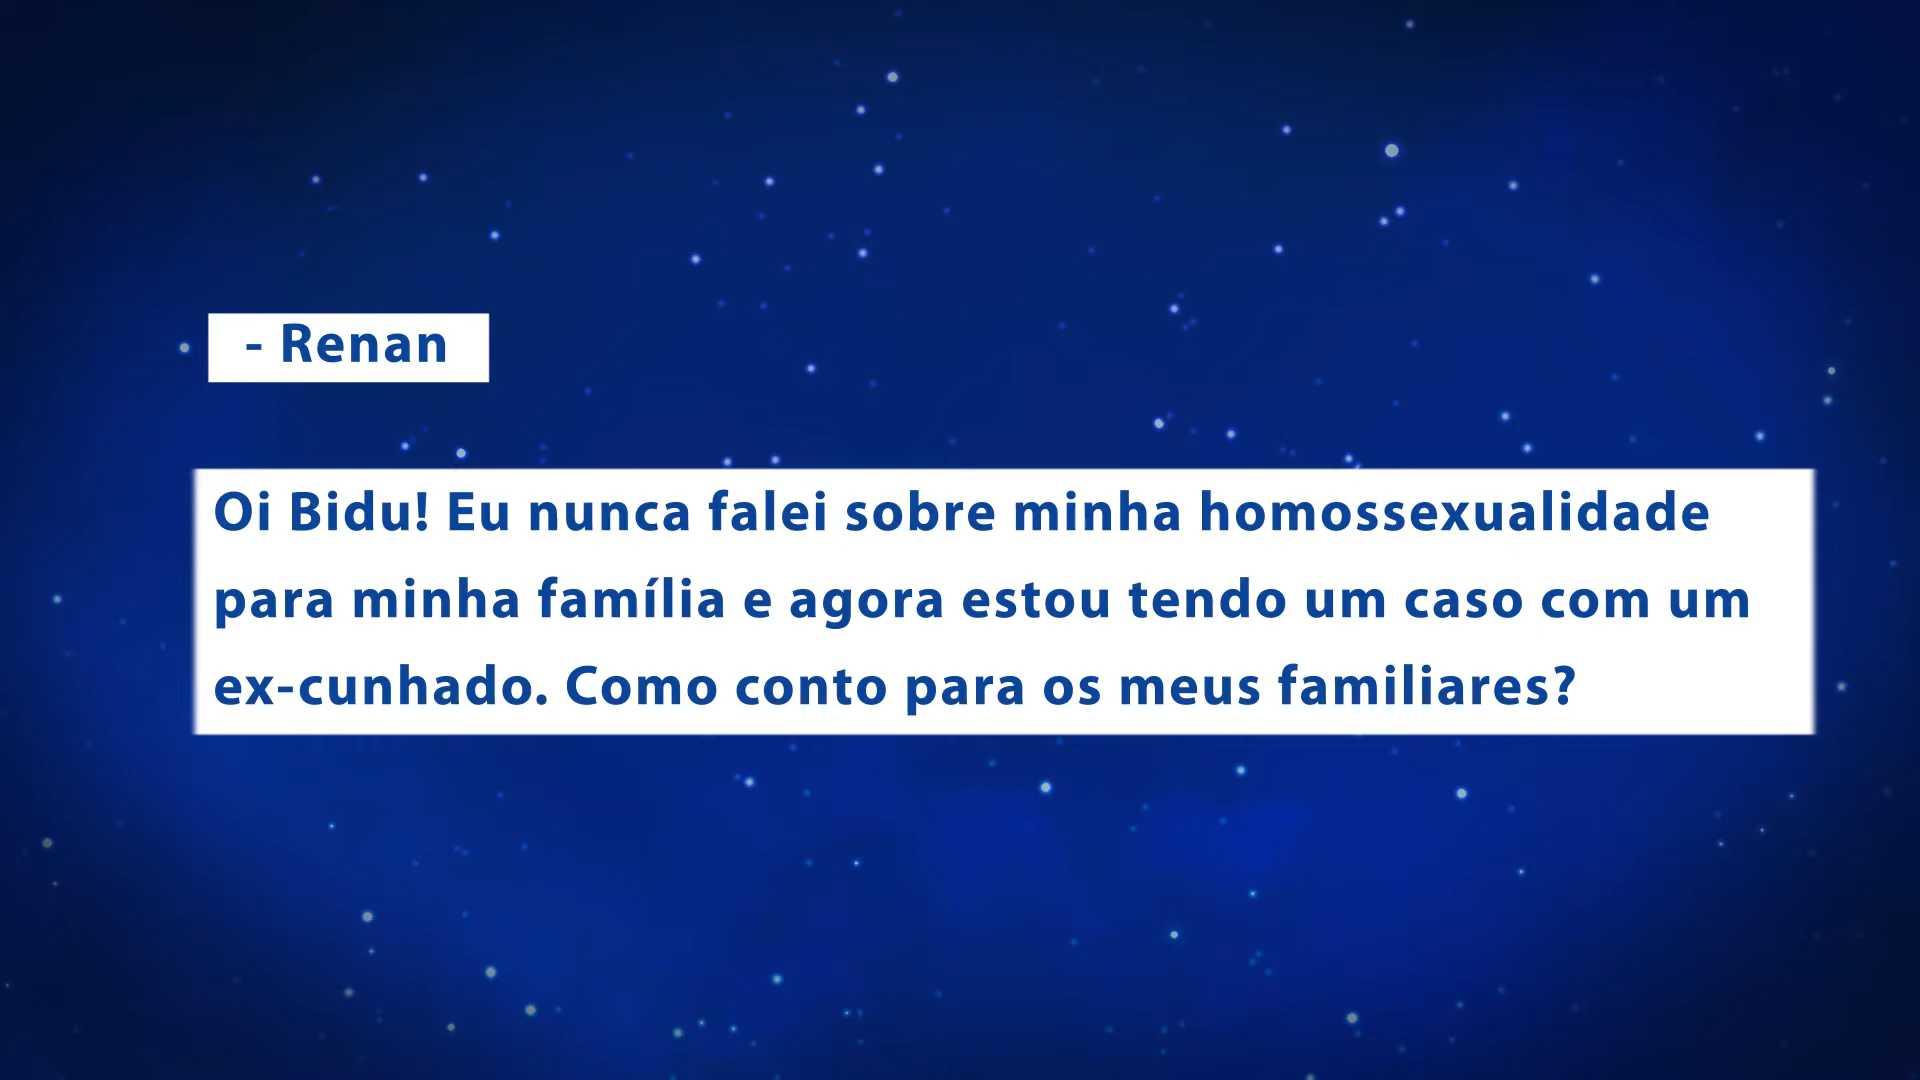 - Renan
Oi Bidu! Eu nunca falei sobre minha homossexualidade
para minha família e agora estou tendo um caso com um
ex-cunhado. Como conto para os meus familiares?